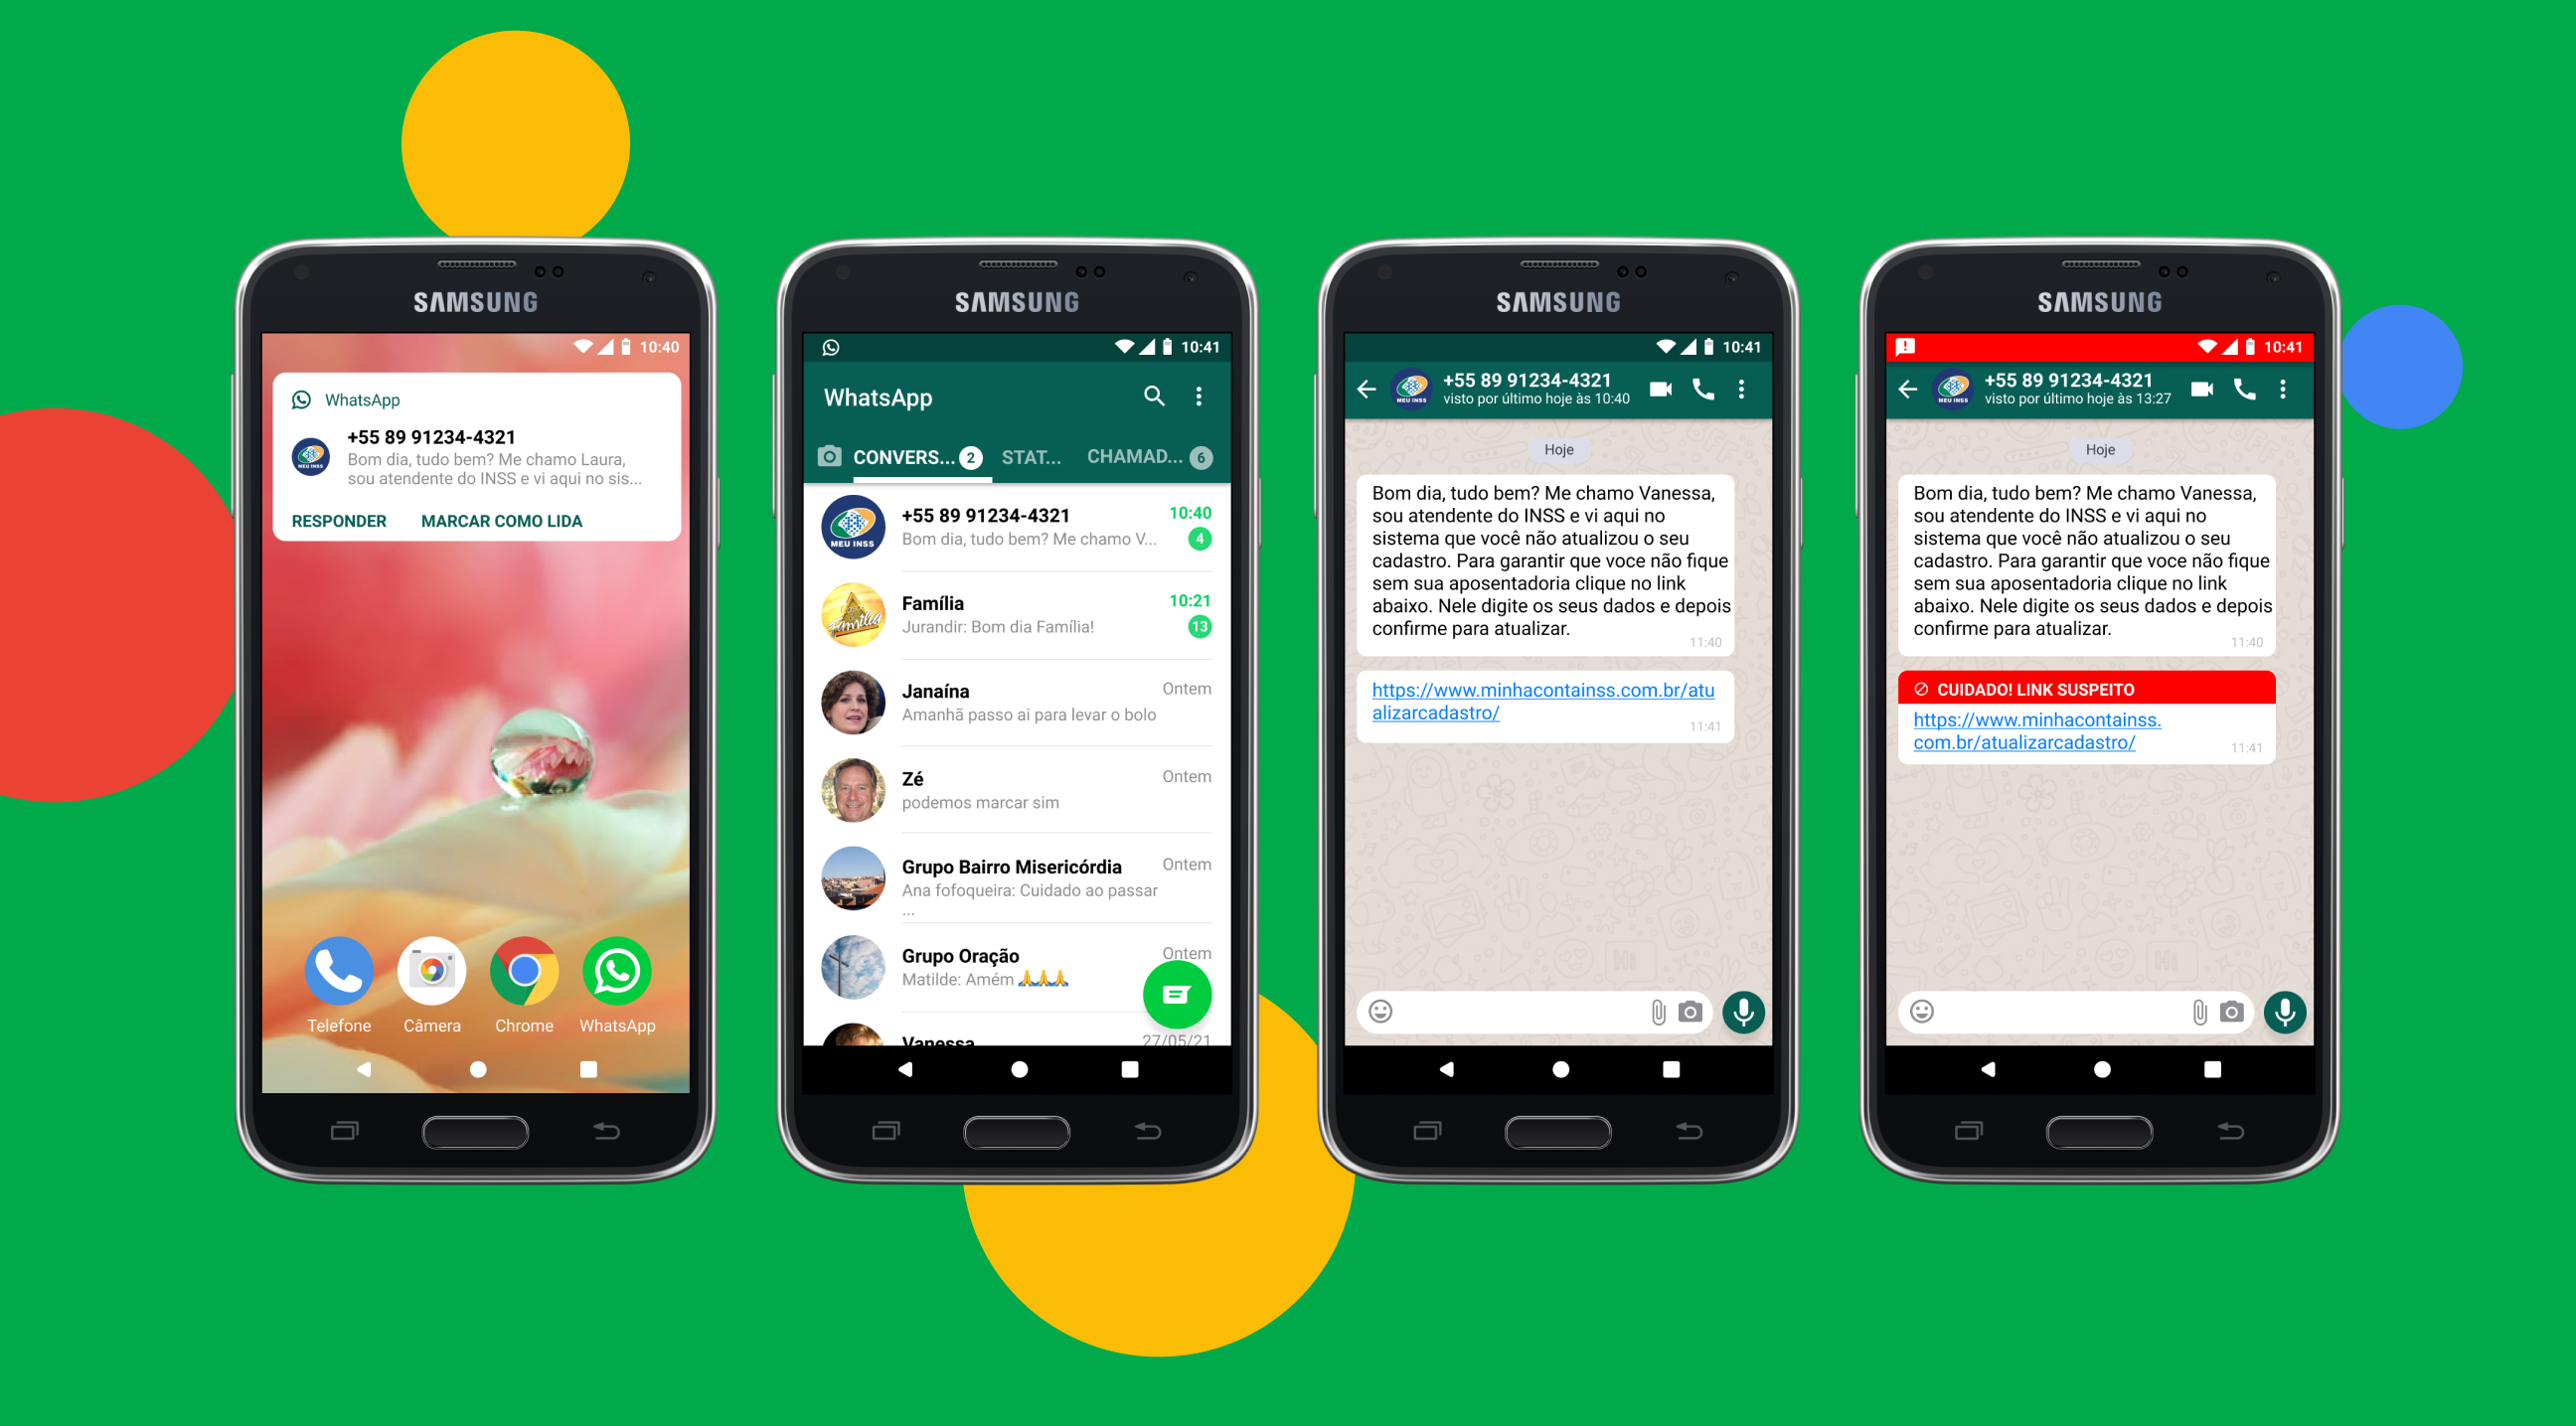 SAMSUNG
10:40
WhatsApp
+55 89 91234-4321
Bom dia, tudo bem? Me chamo Laura,
sou atendente do INSS e vi aqui no sis...
RESPONDER MARCAR COMO LIDA
Telefone Câmera Chrome WhatsApp
SAMSUNG
10:41
WhatsApp
CONVERS... 2 STAT... CHAMAD... 6
+55 89 91234-4321 10:40
Bom dia, tudo bem? Me chamo V... 4
MEU INSS
Família 10:21
Jurandir: Bom dia Família! 13
Janaína Ontem
Amanhã passo ai para levar o bolo
Zé Ontem
podemos marcar sim
Grupo Bairro Misericórdia Ontem
Ana fofoqueira: Cuidado ao passar
...
Grupo Oração Ontem
Matilde: Amém 🙏🙏🙏
Vanessa 27/05/21
SAMSUNG
10:41
+55 89 91234-4321
MEU INSS
visto por último hoje às 10:40
Hoje
Bom dia, tudo bem? Me chamo Vanessa,
sou atendente do INSS e vi aqui no
sistema que você não atualizou o seu
cadastro. Para garantir que voce não fique
sem sua aposentadoria clique no link
abaixo. Nele digite os seus dados e depois
confirme para atualizar.
11:40
https://www.minhacontainss.com.br/atu
alizarcadastro/
11:41
SAMSUNG
10:41
+55 89 91234-4321
MEU INSS
visto por último hoje às 13:27
Hoje
Bom dia, tudo bem? Me chamo Vanessa,
sou atendente do INSS e vi aqui no
sistema que você não atualizou o seu
cadastro. Para garantir que voce não fique
sem sua aposentadoria clique no link
abaixo. Nele digite os seus dados e depois
confirme para atualizar.
11:40
CUIDADO! LINK SUSPEITO
https://www.minhacontainss.
com.br/atualizarcadastro/
11:41